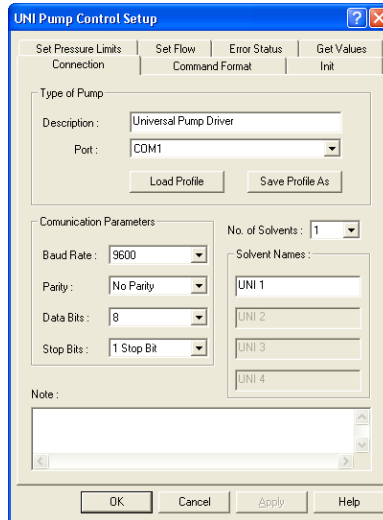 UNI Pump Control Setup
Set Pressure Limits Set Flow Error Status Get Values
Connection Command Format Init
Type of Pump
Description : Universal Pump Driver
Port : COM1
Load Profile Save Profile As
Comunication Parameters
No. of Solvents : 1
Baud Rate : 9600
Solvent Names :
Parity : No Parity
UNI 1
Data Bits : 8
UNI 2
Stop Bits : 1 Stop Bit
UNI 3
UNI 4
Note :
OK Cancel Apply Help